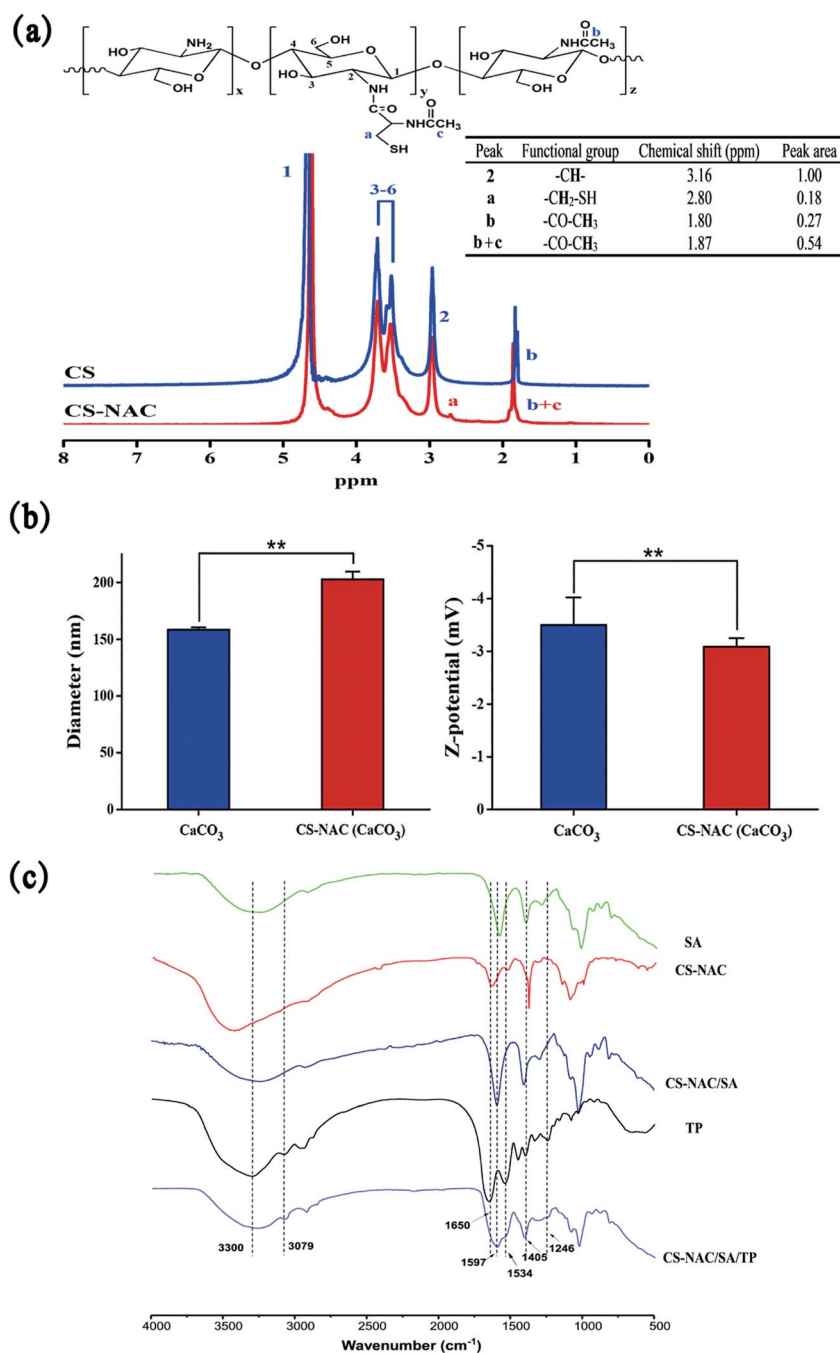 (a)
NH₂
HO
OH
O
x
6
OH
4
5
O
1
HO
3
2
NH
y
O
b
NHCCH₃
HO
O
OH
O
z
C=O
O
NHCCH₃
a
c
SH
Peak Functional group Chemical shift (ppm) Peak area
2 -CH- 3.16 1.00
a -CH₂-SH 2.80 0.18
b -CO-CH₃ 1.80 0.27
b+c -CO-CH₃ 1.87 0.54
1
3-6
2
b
CS
a
b+c
CS-NAC
8 7 6 5 4 3 2 1 0
ppm
(b)
Diameter (nm)
200
150
100
50
0
**
CaCO₃ CS-NAC (CaCO₃)
Z-potential (mV)
-5
-4
-3
-2
-1
0
**
CaCO₃ CS-NAC (CaCO₃)
(c)
SA
CS-NAC
CS-NAC/SA
TP
CS-NAC/SA/TP
3300
3079
1650
1597
1534
1405
1246
4000 3500 3000 2500 2000 1500 1000 500
Wavenumber (cm⁻¹)